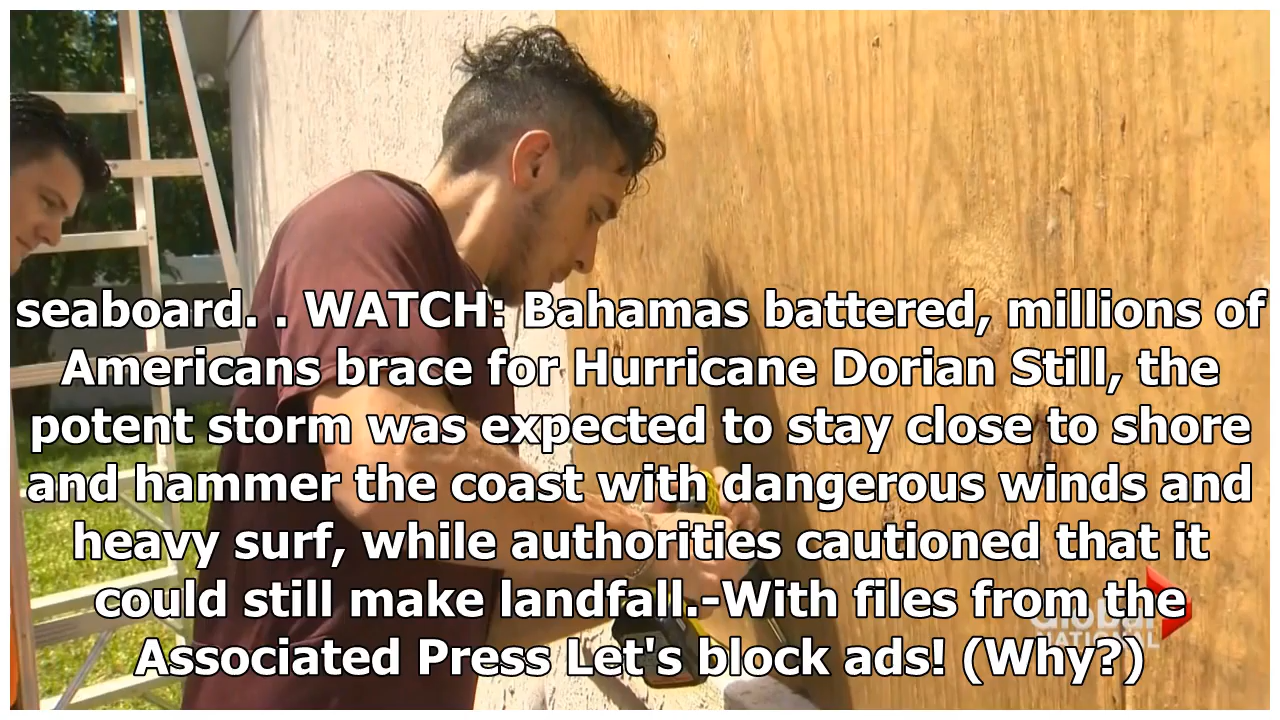 seaboard. . WATCH: Bahamas battered, millions of
Americans brace for Hurricane Dorian Still, the
potent storm was expected to stay close to shore
and hammer the coast with dangerous winds and
heavy surf, while authorities cautioned that it
could still make landfall.-With files from the
Associated Press Let's block ads! (Why?)
Global
NATIONAL